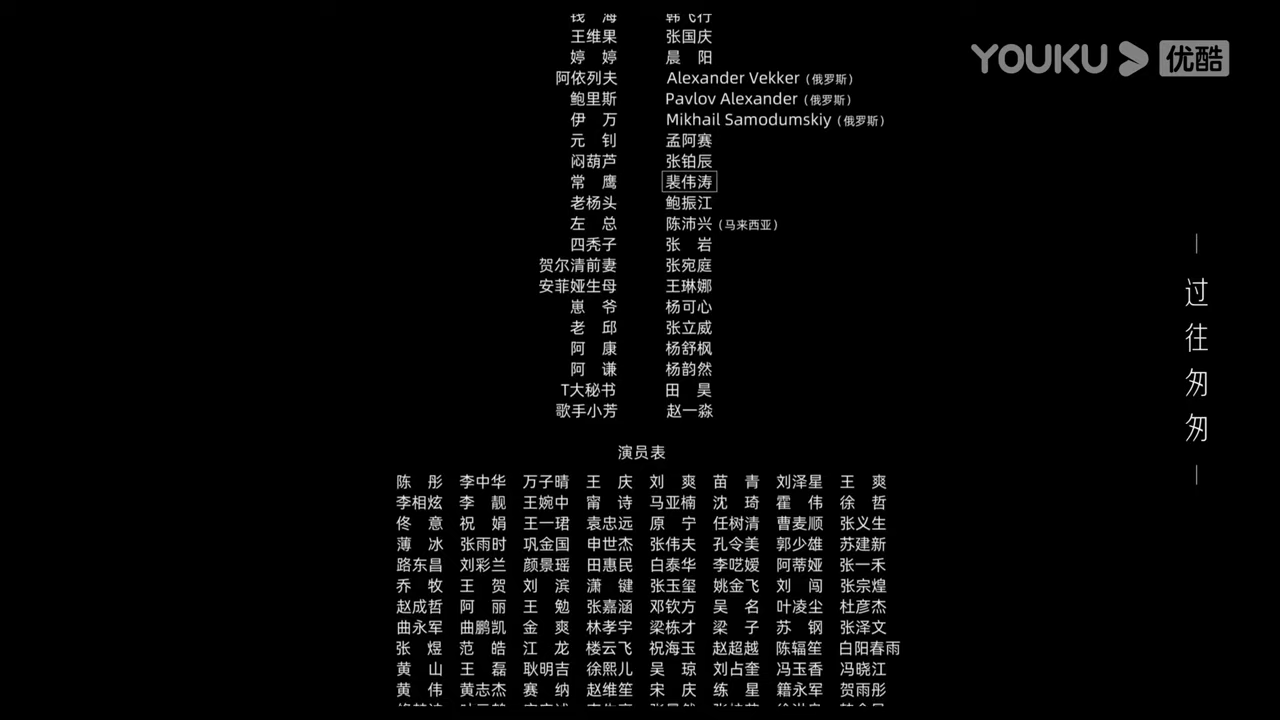 钱 海 韩飞行
王维果 张国庆
婷 婷 晨 阳
阿依列夫 Alexander Vekker（俄罗斯）
鲍里斯 Pavlov Alexander（俄罗斯）
伊 万 Mikhail Samodumskiy（俄罗斯）
元 钊 孟阿赛
闷葫芦 张铂辰
常 鹰 裴伟涛
老杨头 鲍振江
左 总 陈沛兴（马来西亚）
四秃子 张 岩
贺尔清前妻 张宛庭
安菲娅生母 王琳娜
崽 爷 杨可心
老 邱 张立威
阿 康 杨舒枫
阿 谦 杨韵然
T大秘书 田 昊
歌手小芳 赵一淼
演员表
陈 彤 李中华 万子晴 王 庆 刘 爽 苗 青 刘泽星 王 爽
李相炫 李 靓 王婉中 甯 诗 马亚楠 沈 琦 霍 伟 徐 哲
佟 意 祝 娟 王一珺 袁忠远 原 宁 任树清 曹麦顺 张义生
薄 冰 张雨时 巩金国 申世杰 张伟夫 孔令美 郭少雄 苏建新
路东昌 刘彩兰 颜景瑶 田惠民 白泰华 李呓嫒 阿蒂娅 张一禾
乔 牧 王 贺 刘 滨 潇 键 张玉玺 姚金飞 刘 闯 张宗煌
赵成哲 阿 丽 王 勉 张嘉涵 邓钦方 吴 名 叶凌尘 杜彦杰
曲永军 曲鹏凯 金 爽 林孝宇 梁栋才 梁 子 苏 钢 张泽文
张 煜 范 皓 江 龙 楼云飞 祝海玉 赵超越 陈辐笙 白阳春雨
黄 山 王 磊 耿明吉 徐熙儿 吴 琼 刘占奎 冯玉香 冯晓江
黄 伟 黄志杰 赛 纳 赵维笙 宋 庆 练 星 籍永军 贺雨彤
YOUKU 优酷
过往匆匆